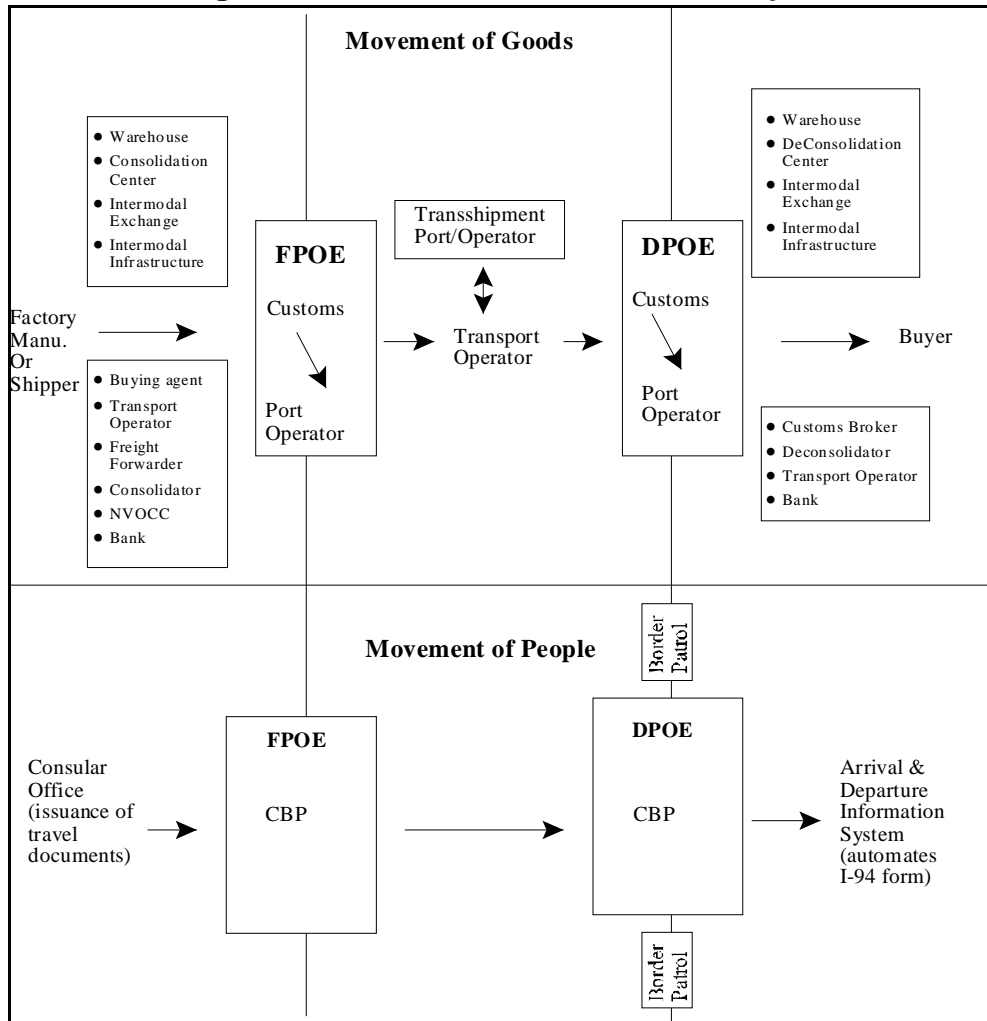 Movement of Goods
● Warehouse
● Consolidation
Center
● Intermodal
Exchange
● Intermodal
Infrastructure
Factory
Manu.
Or
Shipper
● Buying agent
● Transport
Operator
● Freight
Forwarder
● Consolidator
● NVOCC
● Bank
FPOE
Customs
Port
Operator
Transshipment
Port/Operator
Transport
Operator
DPOE
Customs
Port
Operator
● Warehouse
● DeConsolidation
Center
● Intermodal
Exchange
● Intermodal
Infrastructure
Buyer
● Customs Broker
● Deconsolidator
● Transport Operator
● Bank
Movement of People
Border
Patrol
Consular
Office
(issuance of
travel
documents)
FPOE
CBP
DPOE
CBP
Arrival &
Departure
Information
System
(automates
I-94 form)
Border
Patrol